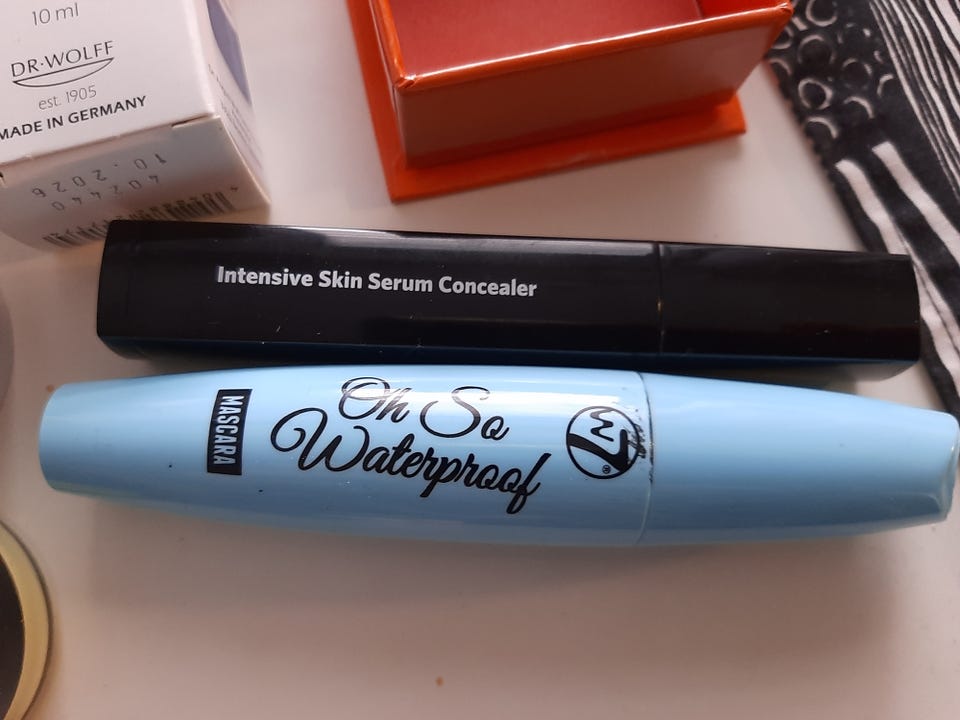 10 ml
DR·WOLFF
est. 1905
MADE IN GERMANY
10. 2026
402440
Intensive Skin Serum Concealer
MASCARA
Oh So
Waterproof
W7®